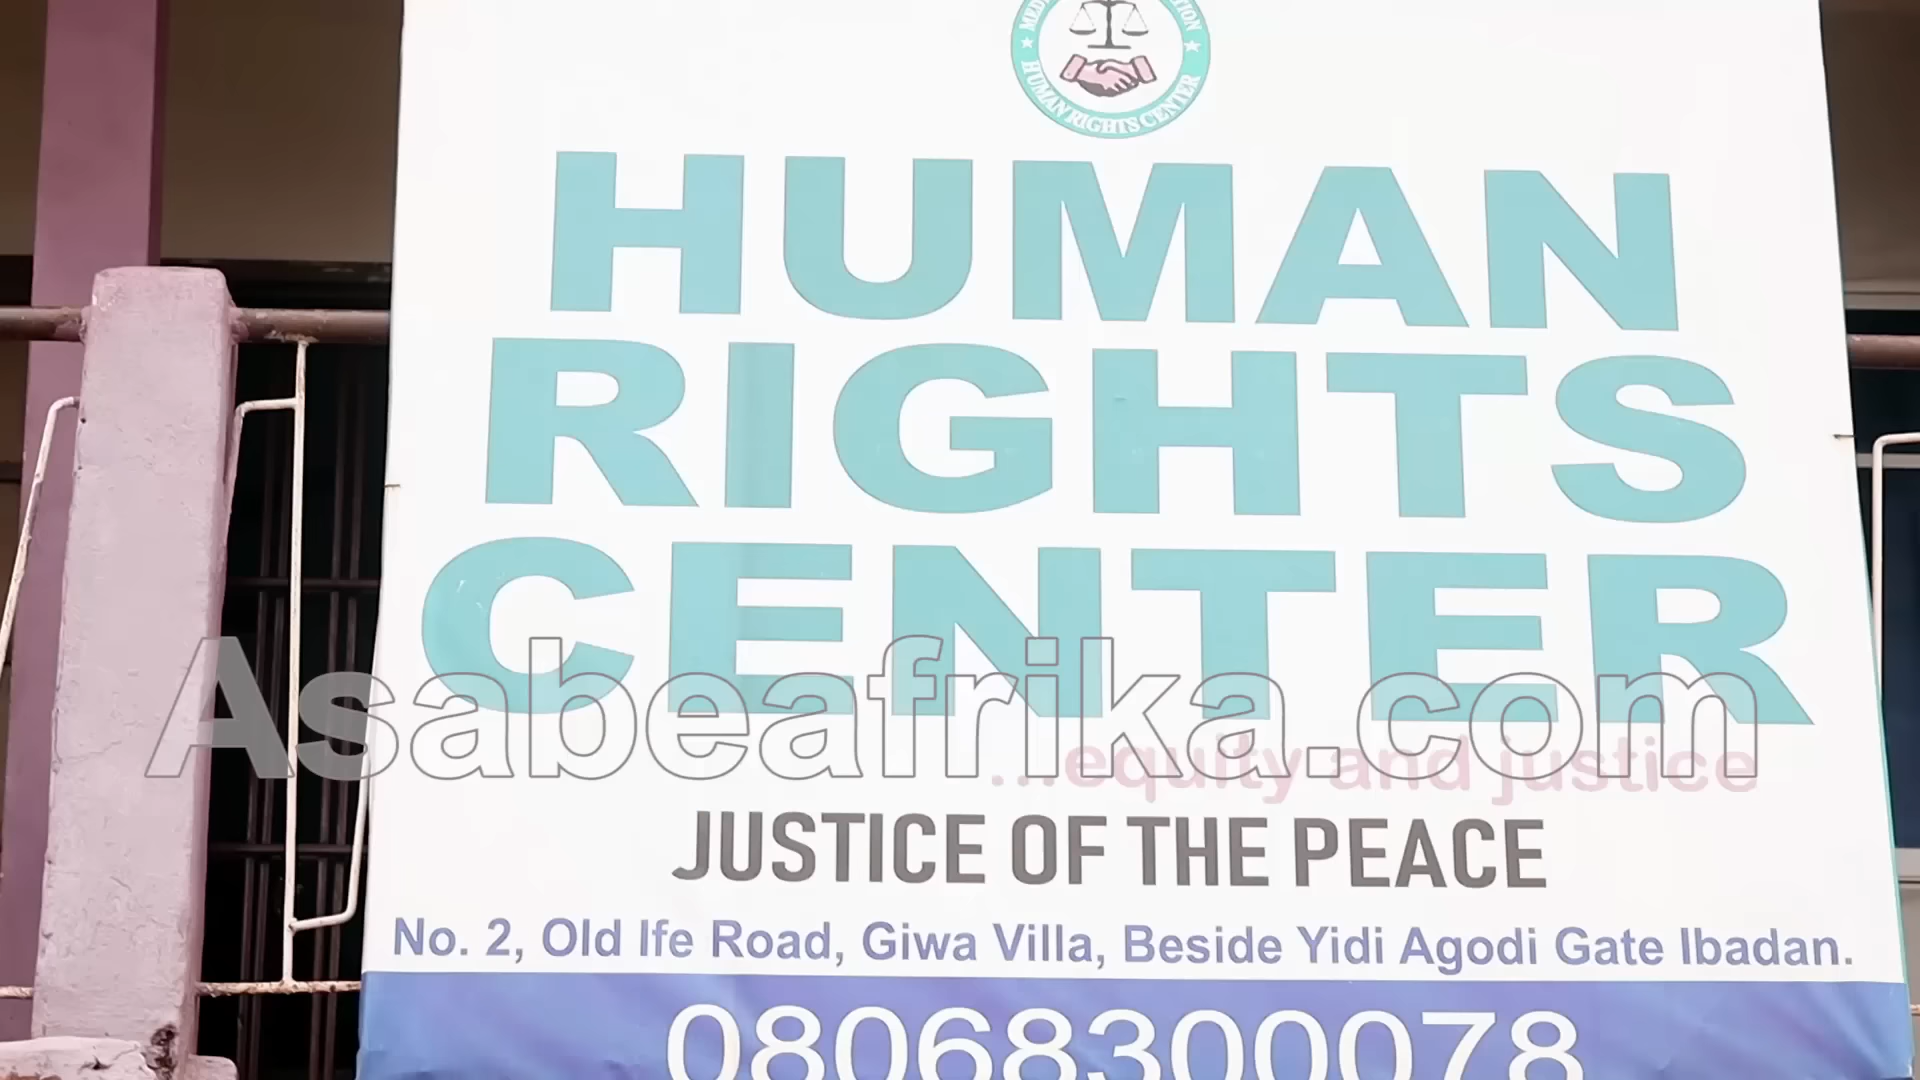 HUMAN RIGHTS CENTER
HUMAN
RIGHTS
CENTER
Asabeafrika.com
...equity and justice
JUSTICE OF THE PEACE
No. 2, Old Ife Road, Giwa Villa, Beside Yidi Agodi Gate Ibadan.
08068300078